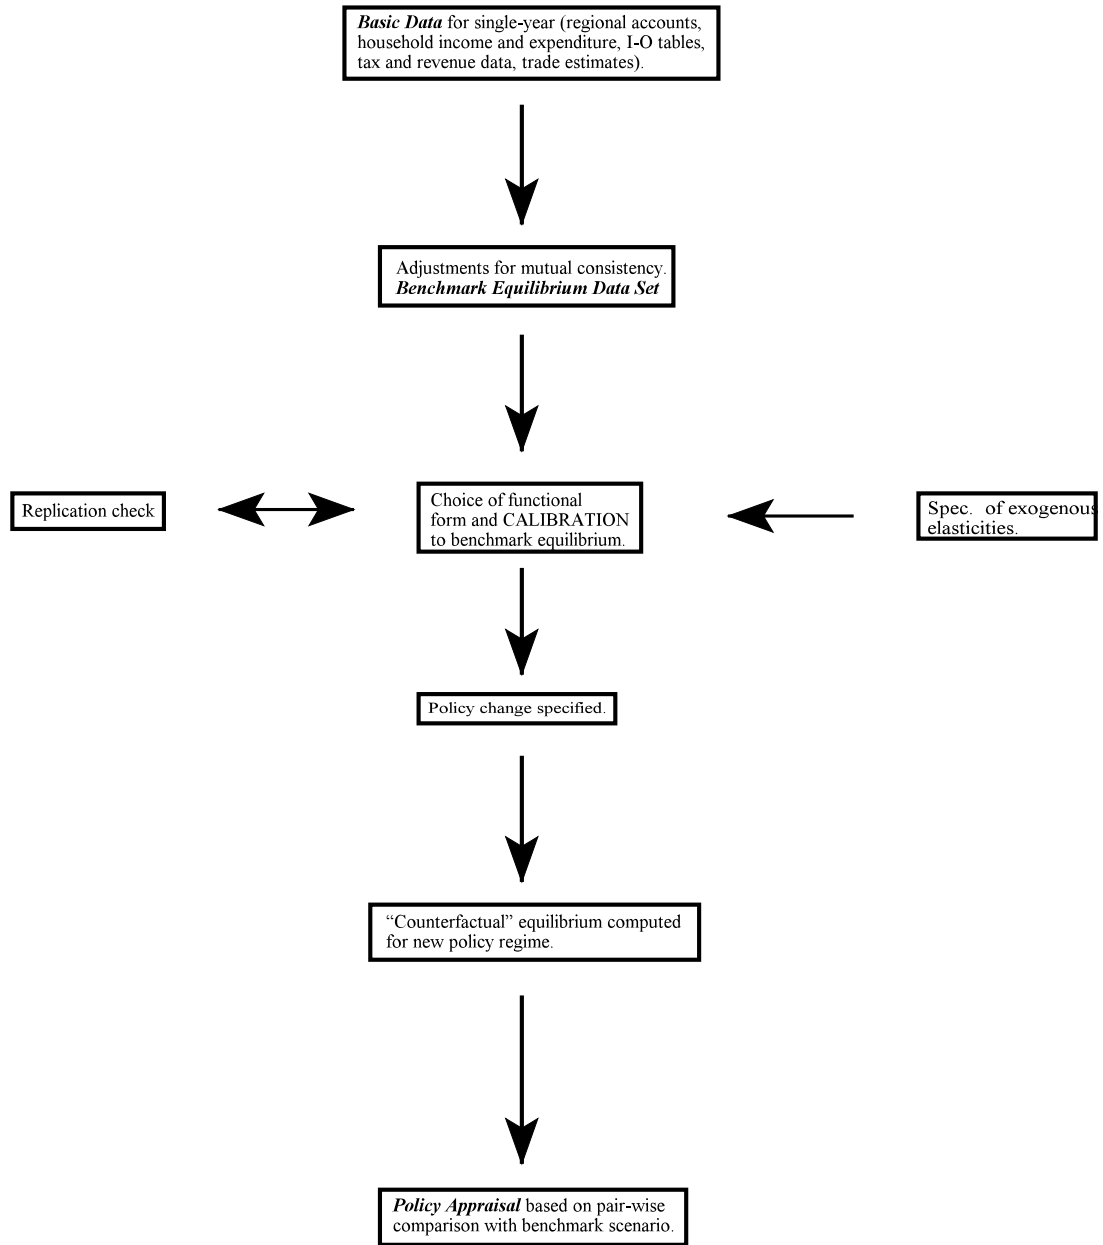 Basic Data for single-year (regional accounts,
household income and expenditure, I-O tables,
tax and revenue data, trade estimates).
Adjustments for mutual consistency.
Benchmark Equilibrium Data Set
Replication check
Choice of functional
form and CALIBRATION
to benchmark equilibrium.
Spec. of exogenous
elasticities.
Policy change specified.
“Counterfactual” equilibrium computed
for new policy regime.
Policy Appraisal based on pair-wise
comparison with benchmark scenario.